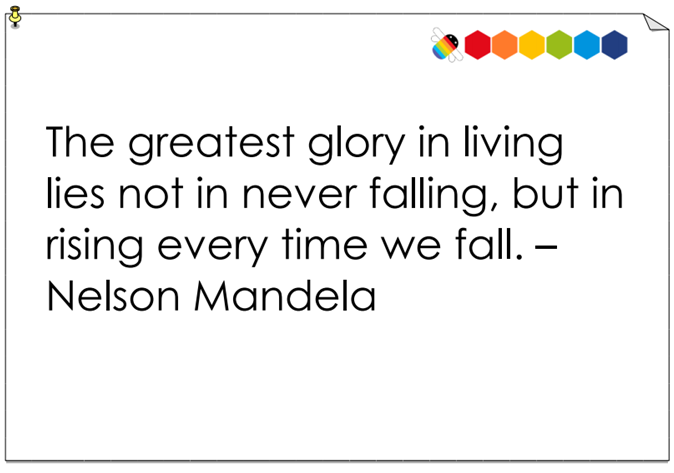 The greatest glory in living
lies not in never falling, but in
rising every time we fall. –
Nelson Mandela